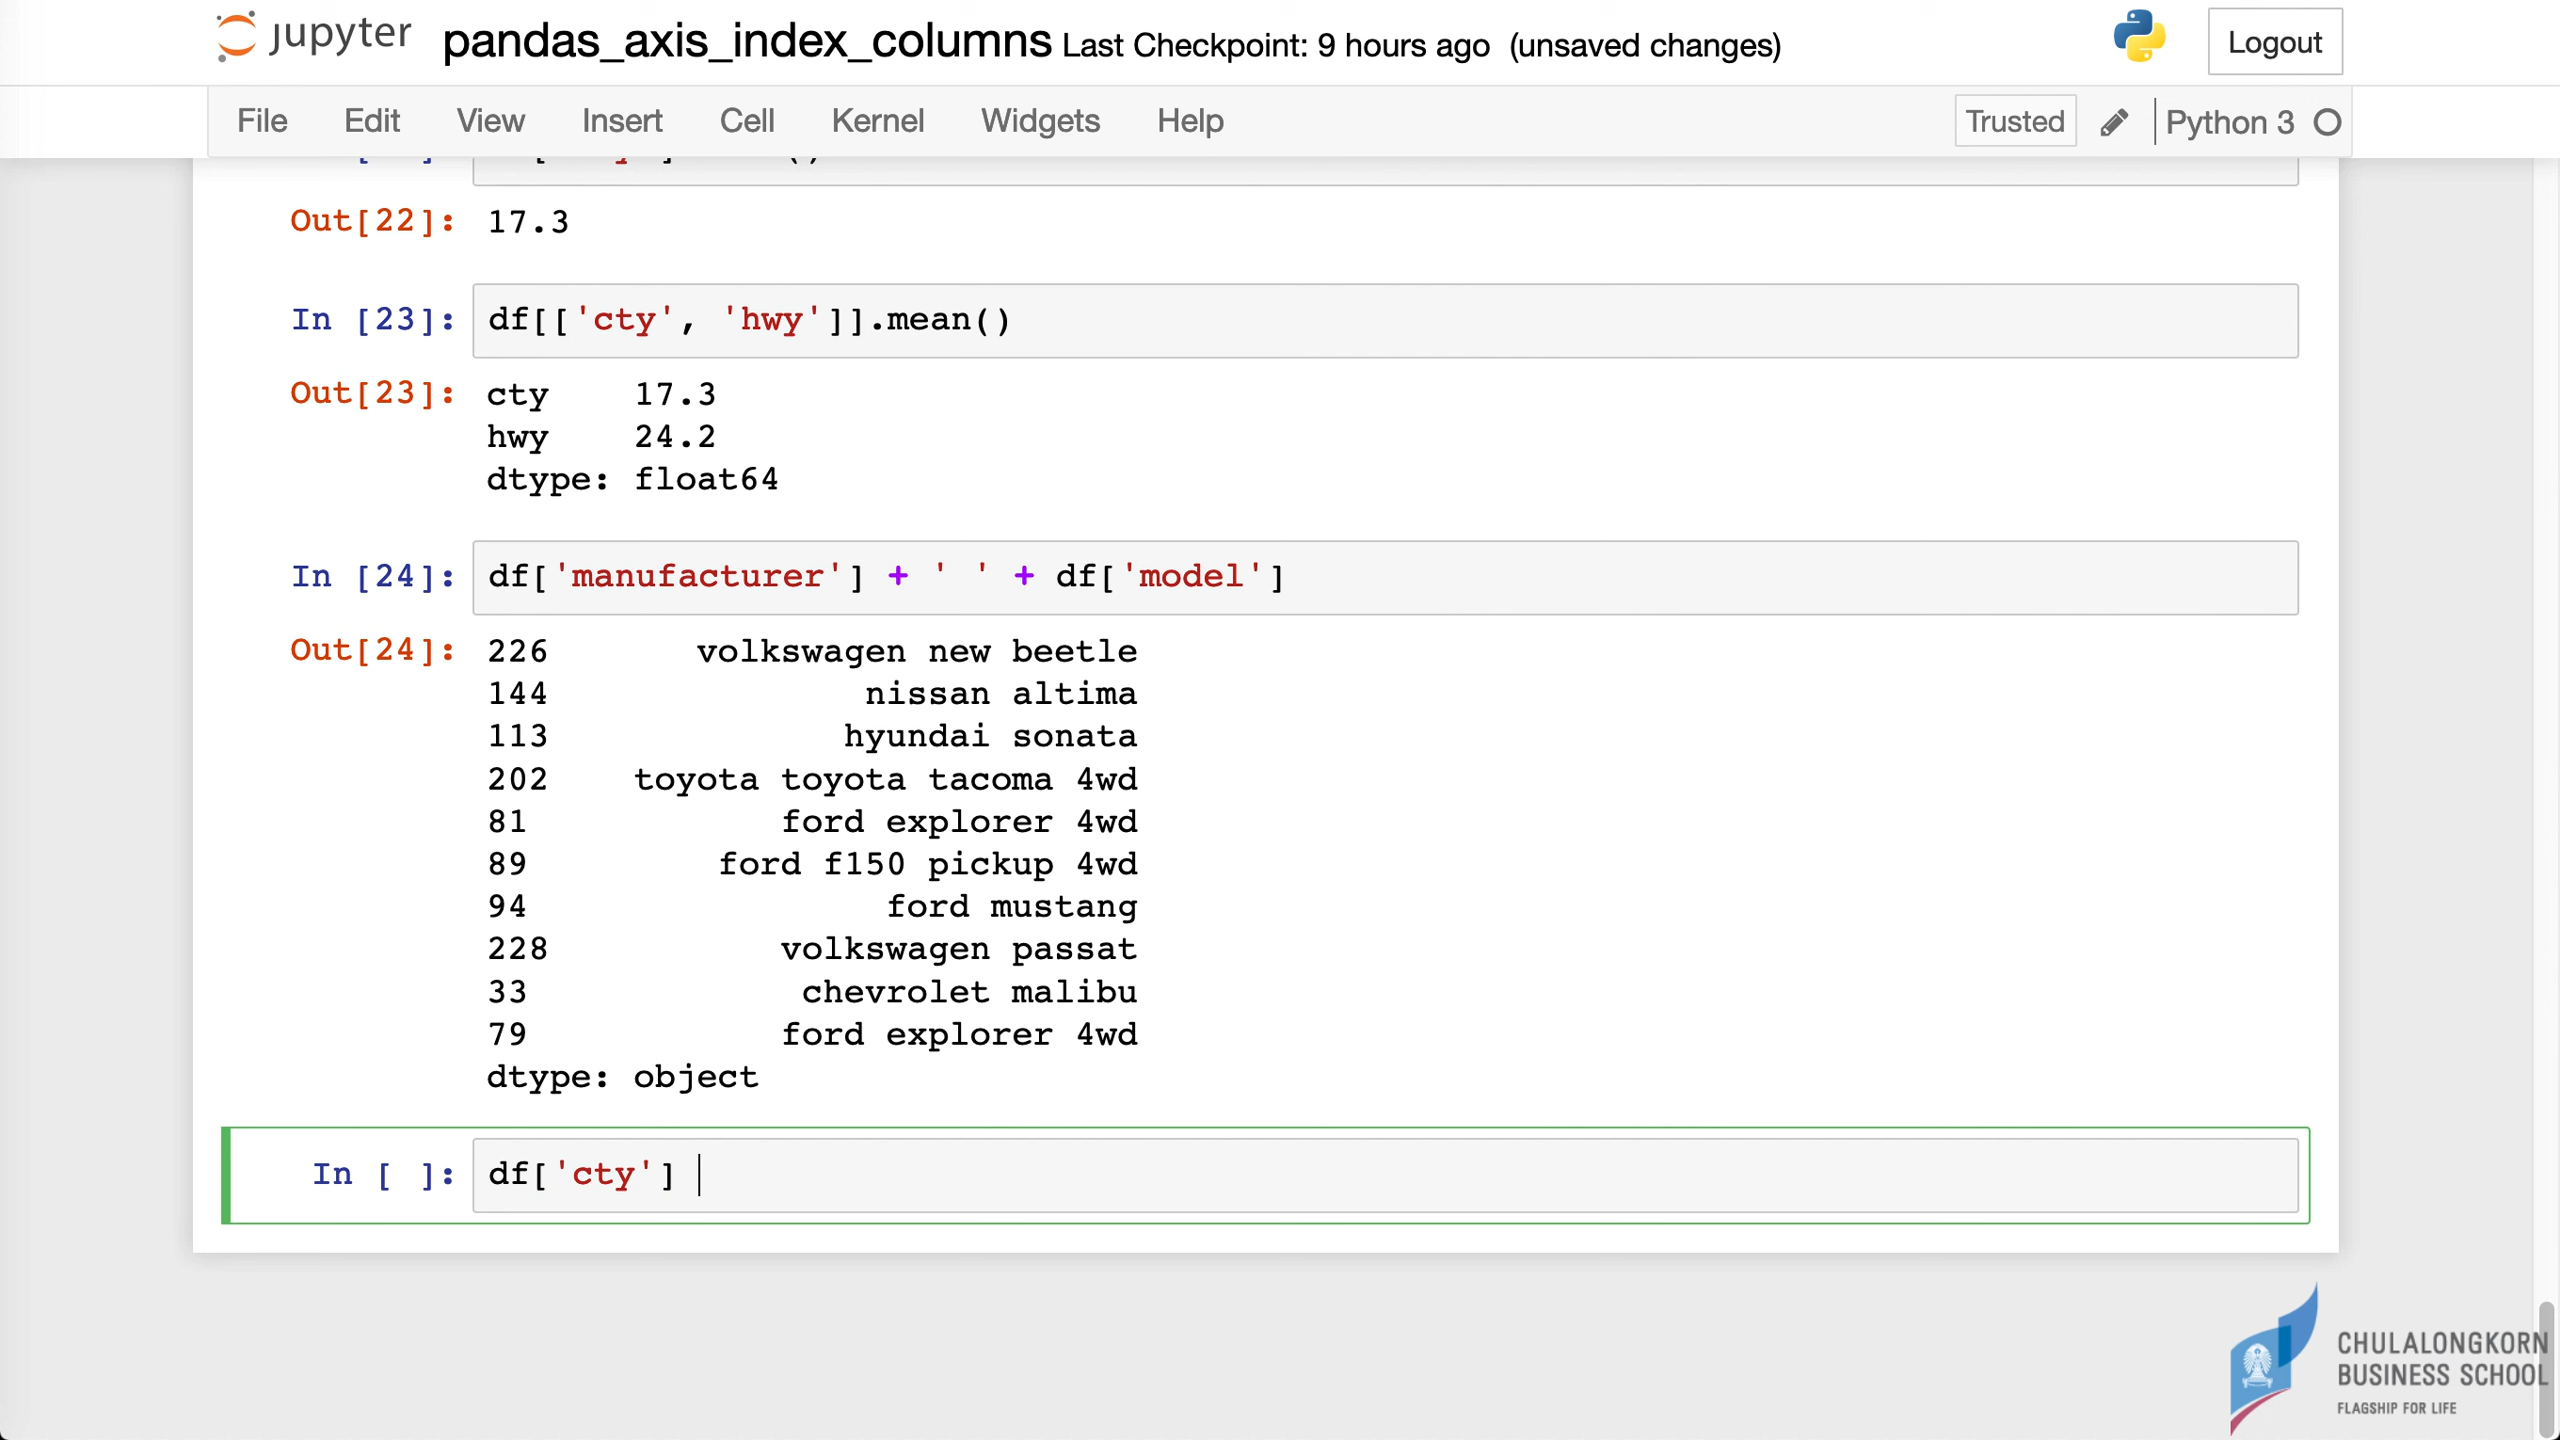 jupyter pandas_axis_index_columns Last Checkpoint: 9 hours ago (unsaved changes) Logout
File Edit View Insert Cell Kernel Widgets Help Trusted Python 3
Out[22]: 17.3
In [23]: df[['cty', 'hwy']].mean()
Out[23]: cty 17.3
hwy 24.2
dtype: float64
In [24]: df['manufacturer'] + ' ' + df['model']
Out[24]: 226 volkswagen new beetle
144 nissan altima
113 hyundai sonata
202 toyota toyota tacoma 4wd
81 ford explorer 4wd
89 ford f150 pickup 4wd
94 ford mustang
228 volkswagen passat
33 chevrolet malibu
79 ford explorer 4wd
dtype: object
In [ ]: df['cty']
CHULALONGKORN
BUSINESS SCHOOL
FLAGSHIP FOR LIFE